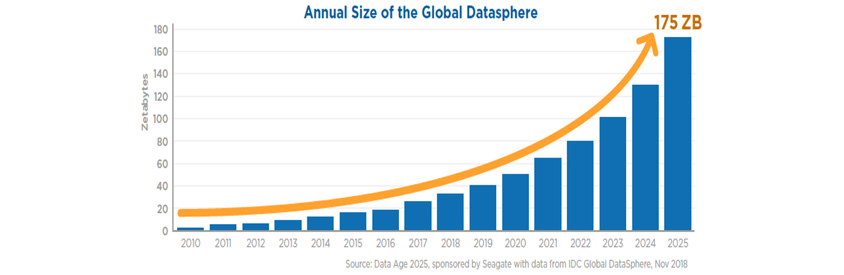 Annual Size of the Global Datasphere
175 ZB
Zetabytes
180
160
140
120
100
80
60
40
20
0
2010 2011 2012 2013 2014 2015 2016 2017 2018 2019 2020 2021 2022 2023 2024 2025
Source: Data Age 2025, sponsored by Seagate with data from IDC Global DataSphere, Nov 2018